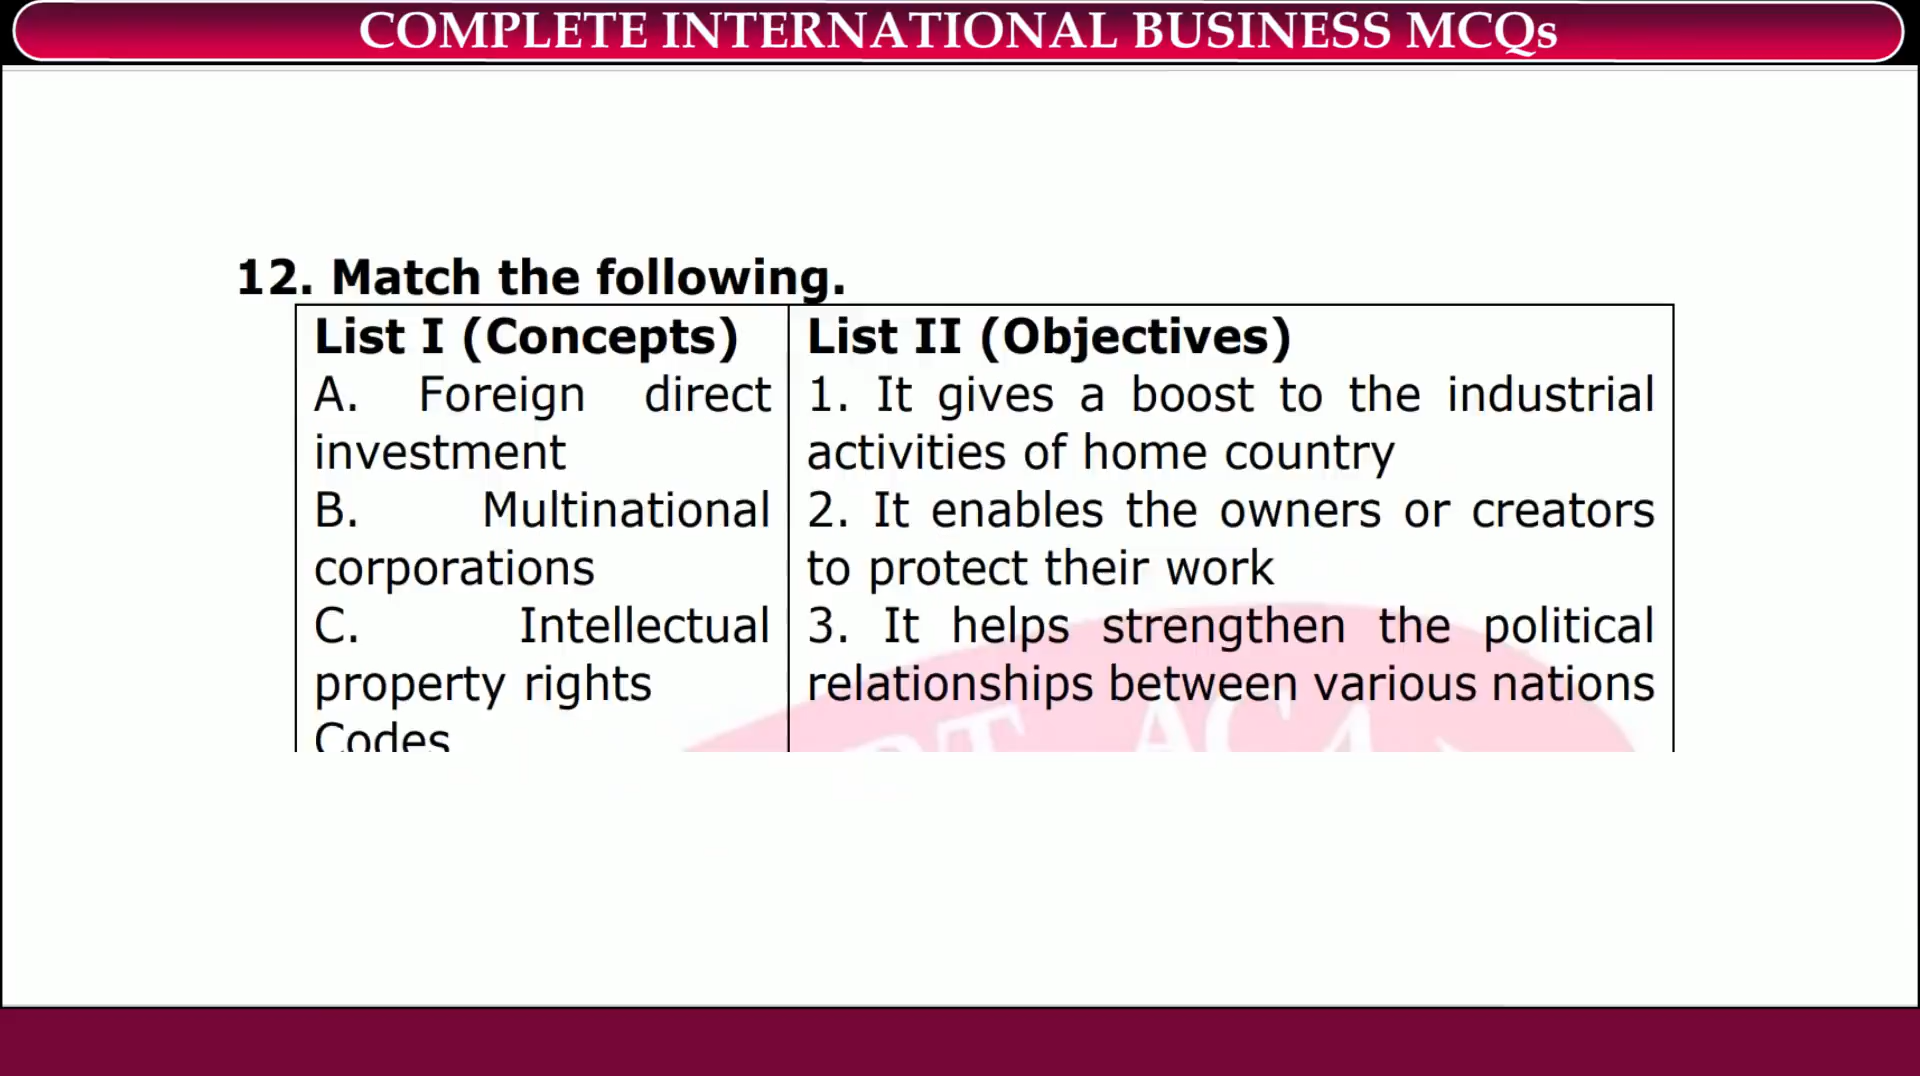 COMPLETE INTERNATIONAL BUSINESS MCQs
12. Match the following.
List I (Concepts)
A. Foreign direct
investment
B. Multinational
corporations
C. Intellectual
property rights
Codes
List II (Objectives)
1. It gives a boost to the industrial
activities of home country
2. It enables the owners or creators
to protect their work
3. It helps strengthen the political
relationships between various nations